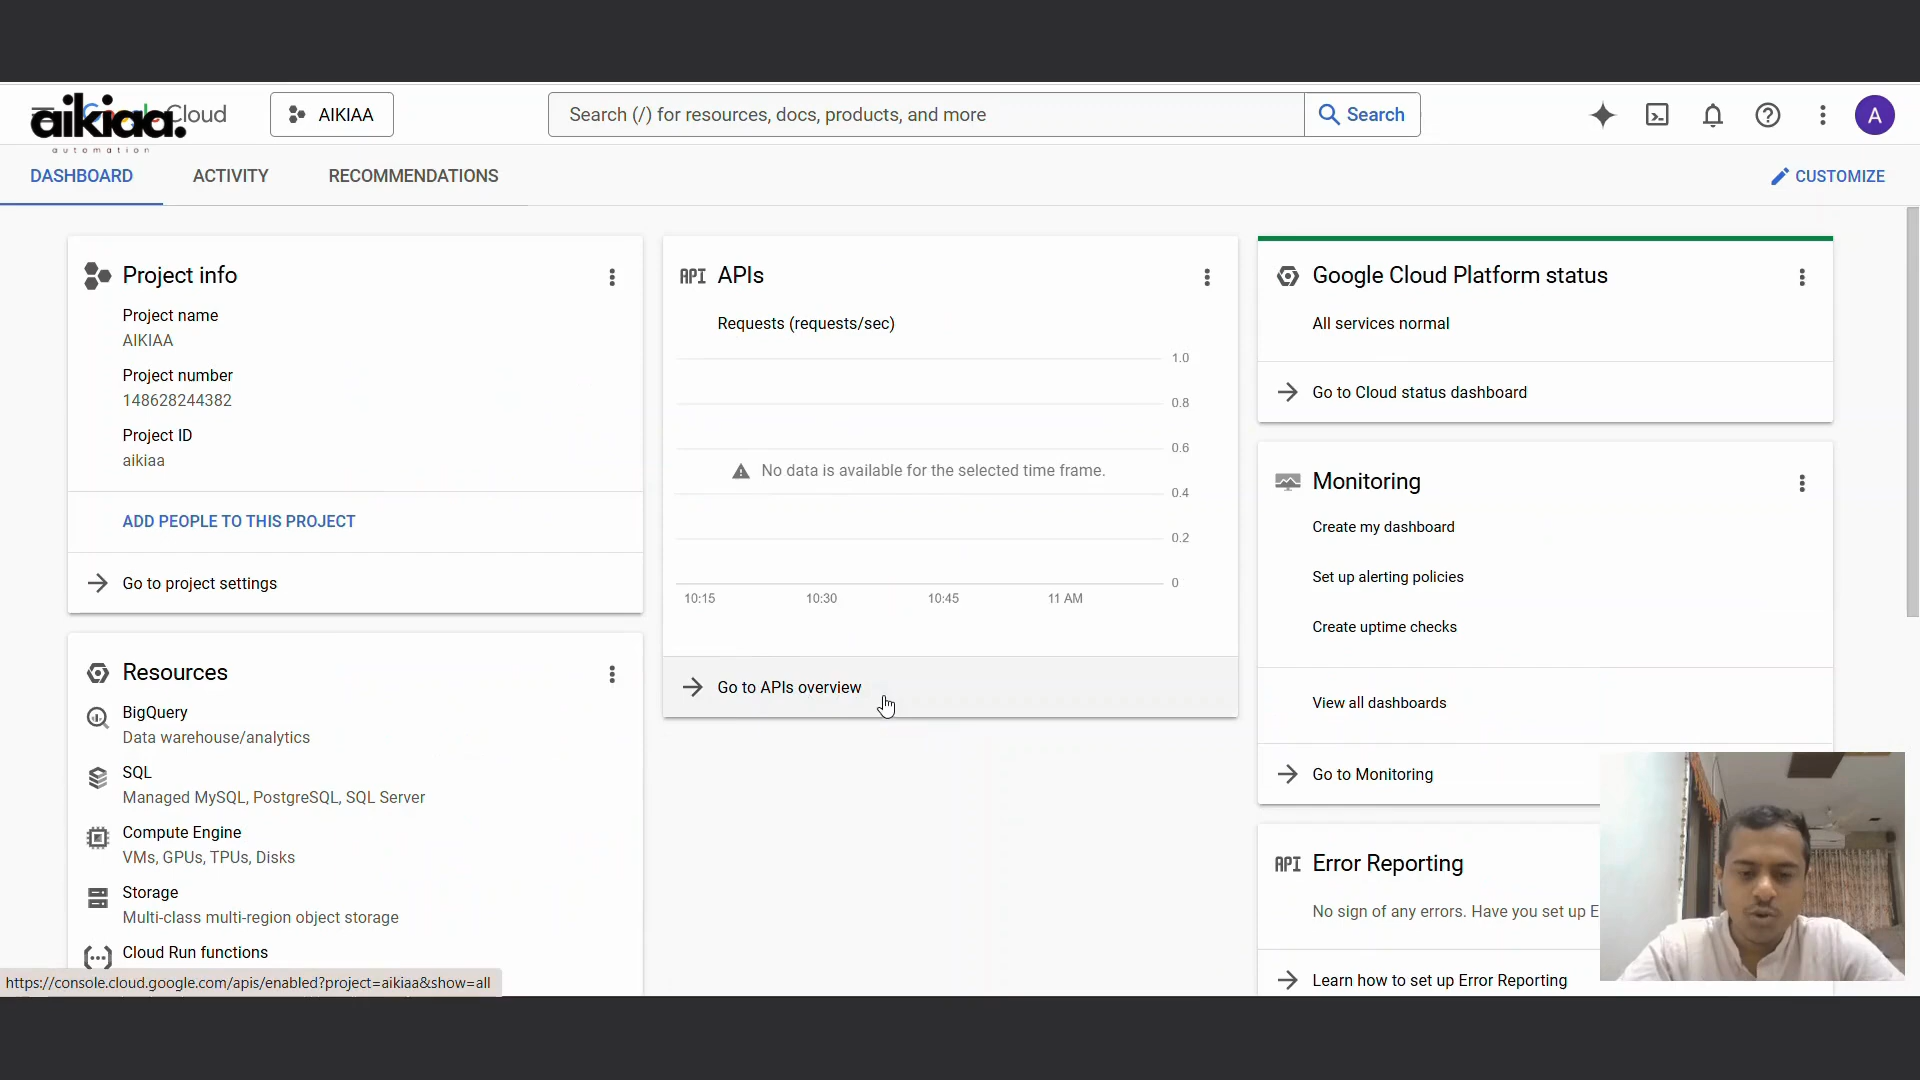 aikiaa.
automation
Cloud
AIKIAA
Search (/) for resources, docs, products, and more
Search
A
DASHBOARD
ACTIVITY
RECOMMENDATIONS
CUSTOMIZE
Project info
Project name
AIKIAA
Project number
148628244382
Project ID
aikiaa
ADD PEOPLE TO THIS PROJECT
Go to project settings
Resources
BigQuery
Data warehouse/analytics
SQL
Managed MySQL, PostgreSQL, SQL Server
Compute Engine
VMs, GPUs, TPUs, Disks
Storage
Multi-class multi-region object storage
Cloud Run functions
https://console.cloud.google.com/apis/enabled?project=aikiaa&show=all
API APIs
Requests (requests/sec)
1.0
0.8
0.6
No data is available for the selected time frame.
0.4
0.2
0
10:15 10:30 10:45 11 AM
Go to APIs overview
Google Cloud Platform status
All services normal
Go to Cloud status dashboard
Monitoring
Create my dashboard
Set up alerting policies
Create uptime checks
View all dashboards
Go to Monitoring
API Error Reporting
No sign of any errors. Have you set up E
Learn how to set up Error Reporting